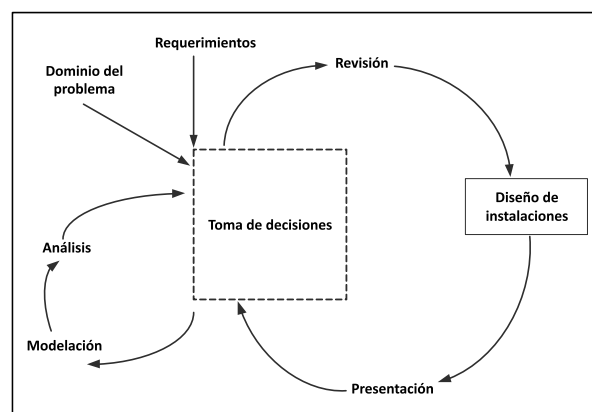 Requerimientos
Revisión
Dominio del
problema
Diseño de
instalaciones
Toma de decisiones
Análisis
Modelación
Presentación